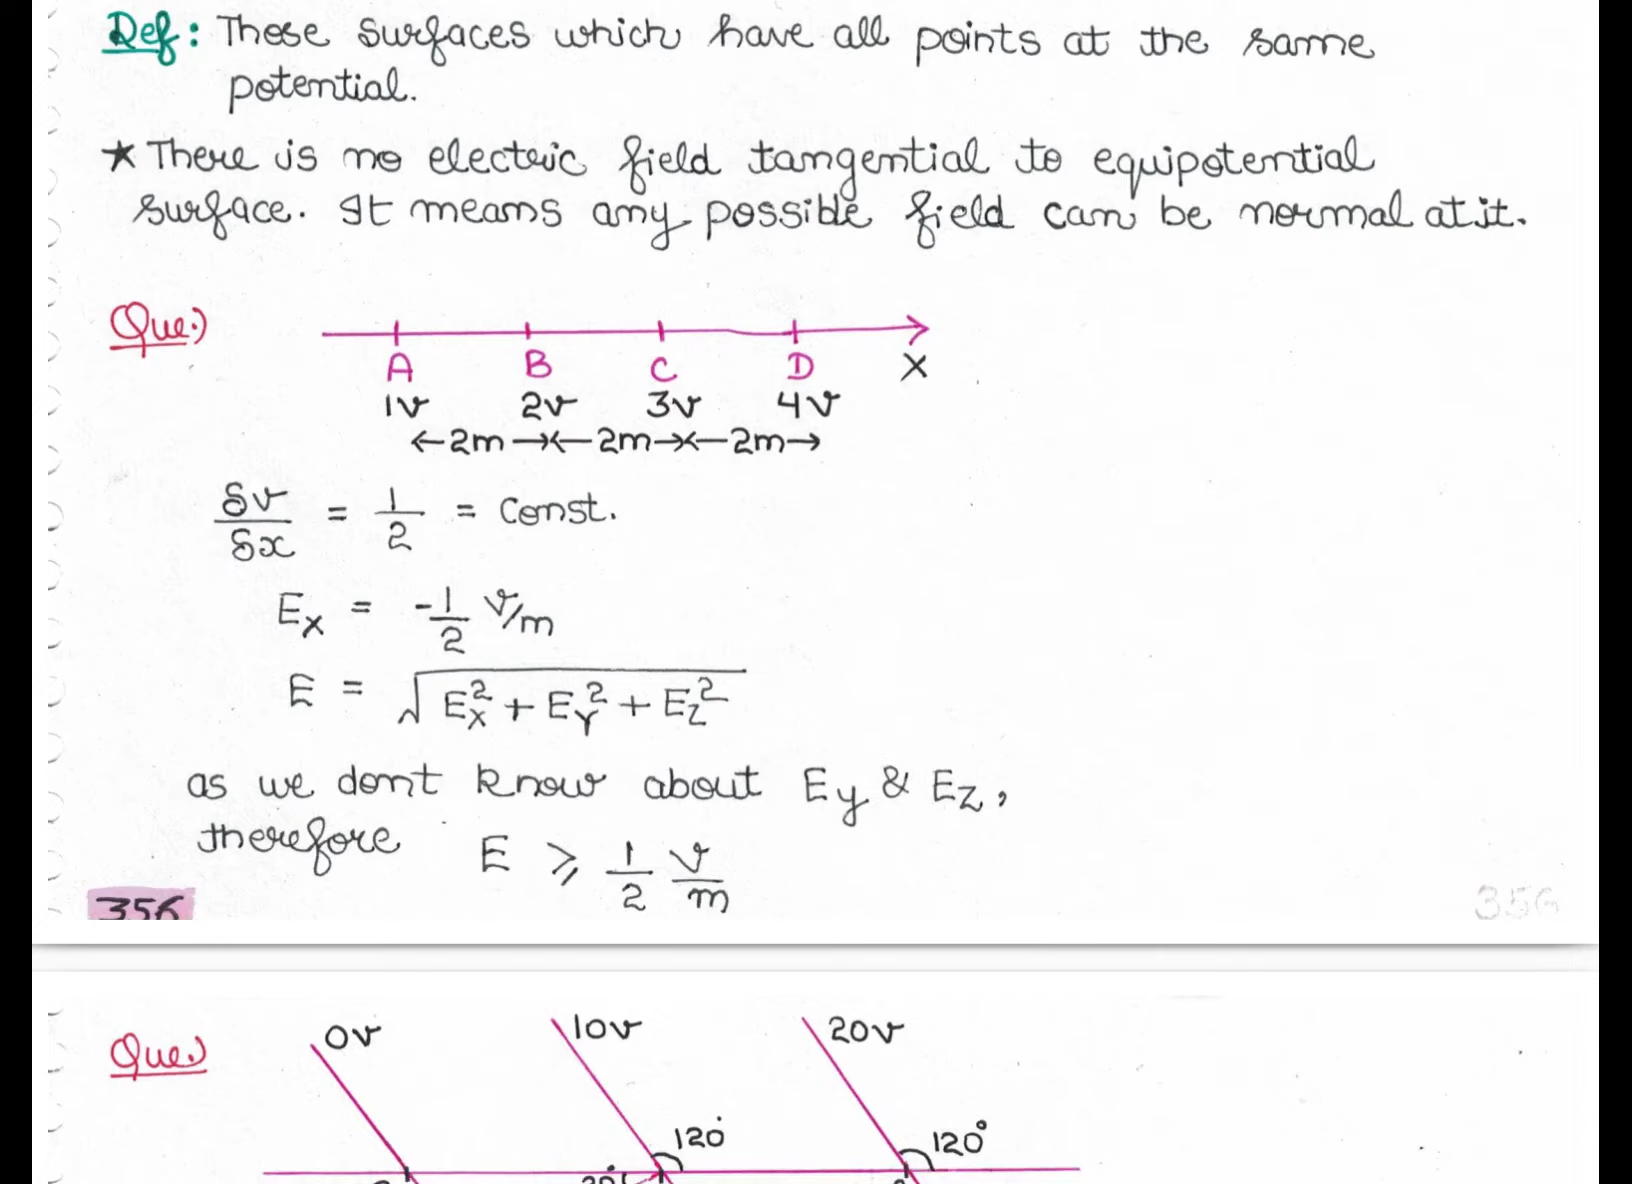 Def: Those surfaces which have all points at the same
potential.
★ There is no electric field tangential to equipotential
surface. It means any possible field can be normal at it.
Que.)
A B C D X
1v 2v 3v 4v
←2m→←2m→←2m→
δv/δx = 1/2 = Const.
Ex = -1/2 v/m
E = √(Ex² + EY² + EZ²)
as we don't know about Ey & EZ,
therefore E ≥ 1/2 v/m
356
356
Que.)
0v 10v 20v
120° 120°